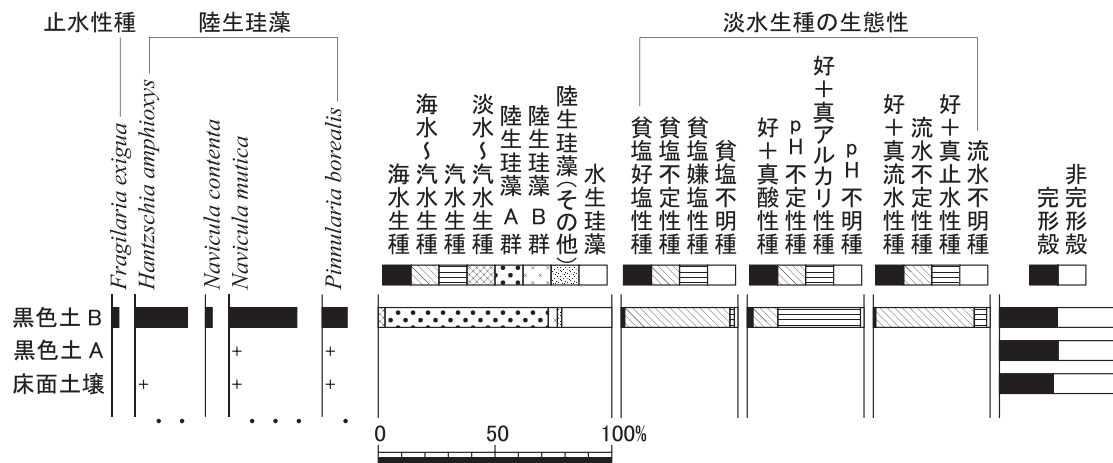 止水性種
陸生珪藻
淡水生種の生態性
Fragilaria exigua
Hantzschia amphioxys
Navicula contenta
Navicula mutica
Pinnularia borealis
海水生種
海水～汽水生種
汽水生種
淡水～汽水生種
陸生珪藻 A 群
陸生珪藻 B 群
陸生珪藻(その他)
水生珪藻
貧塩好塩性種
貧塩不定性種
貧塩嫌塩性種
貧塩不明種
好＋真酸性種
pH不定性種
好＋真アルカリ性種
pH不明種
好＋真流水性種
流水不定性種
好＋真止水性種
流水不明種
完形殻
非完形殻
黒色土 B
黒色土 A
+ +
床面土壌
+ + +
0 50 100%